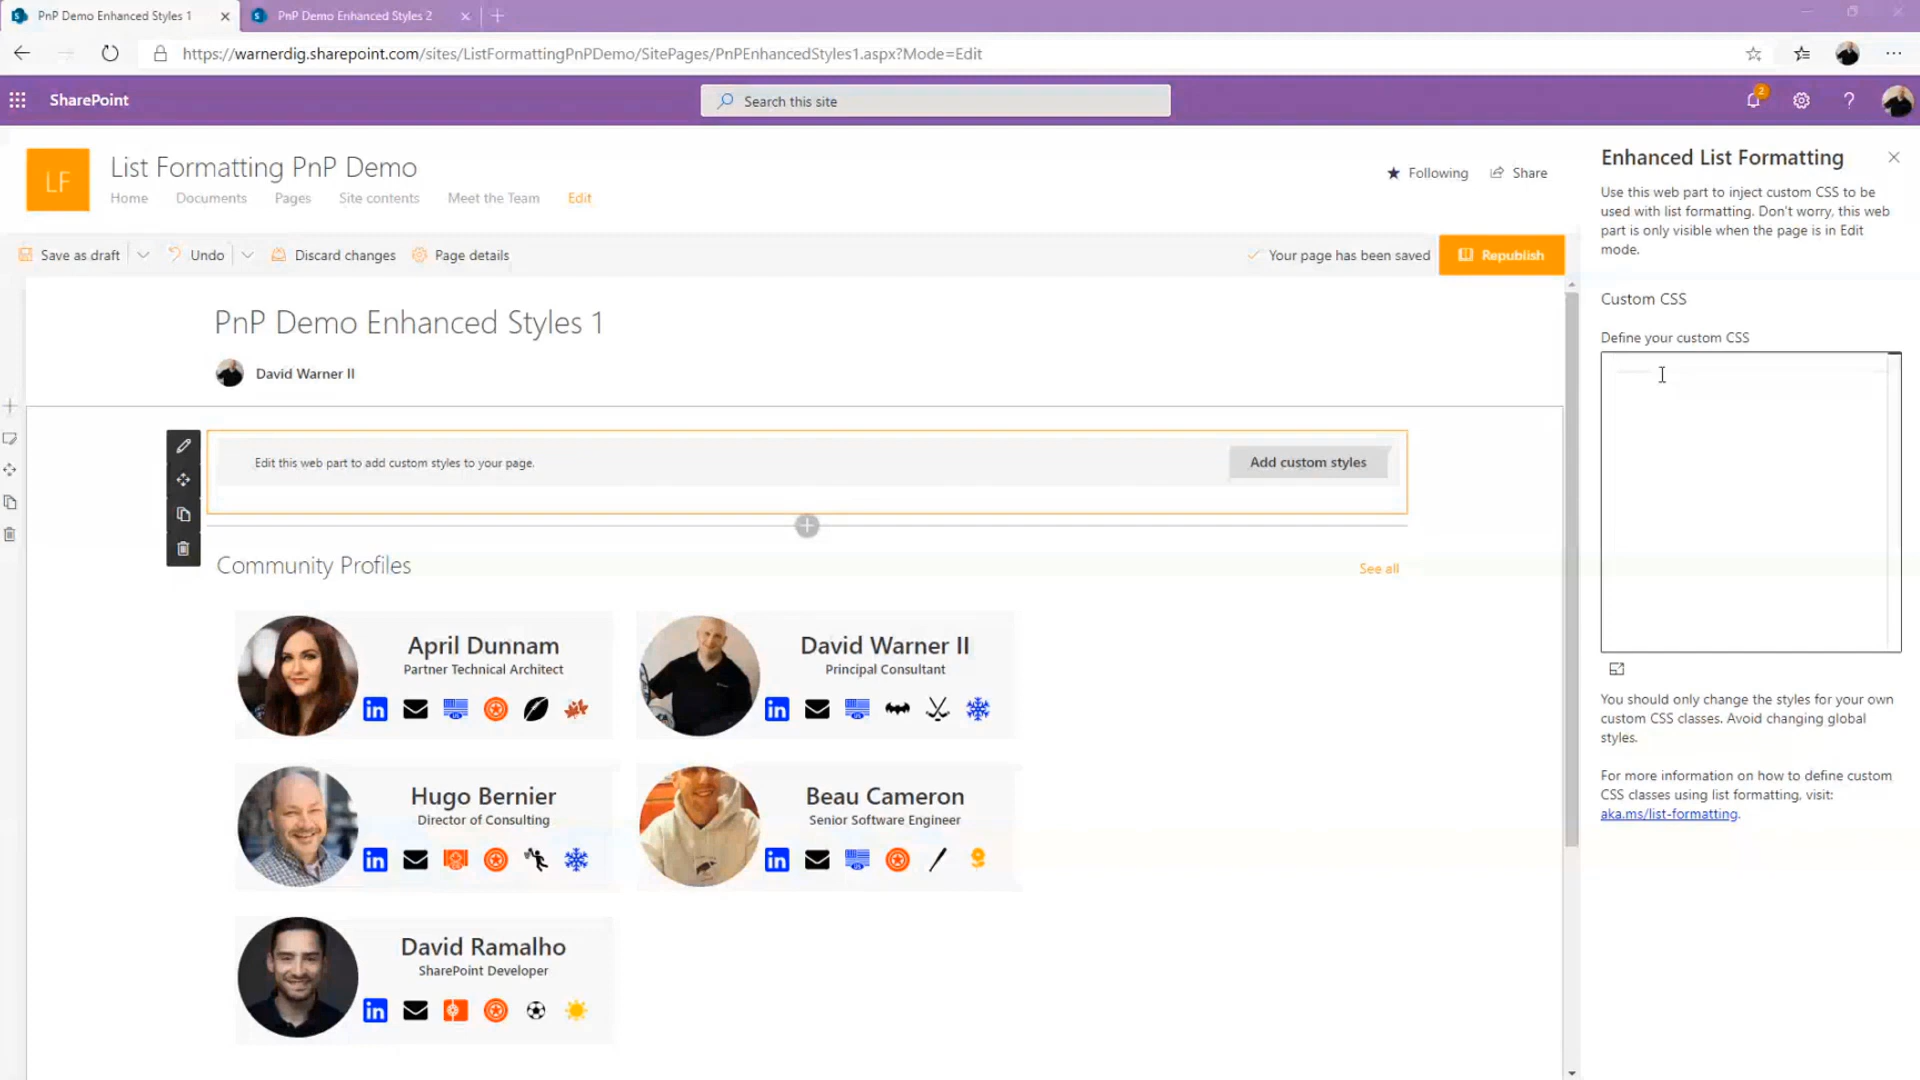 PnP Demo Enhanced Styles 1
PnP Demo Enhanced Styles 2
https://warnerdig.sharepoint.com/sites/ListFormattingPnPDemo/SitePages/PnPEnhancedStyles1.aspx?Mode=Edit
SharePoint
Search this site
2
LF
List Formatting PnP Demo
Home
Documents
Pages
Site contents
Meet the Team
Edit
Following
Share
Save as draft
Undo
Discard changes
Page details
Your page has been saved
Republish
PnP Demo Enhanced Styles 1
David Warner II
Edit this web part to add custom styles to your page.
Add custom styles
Community Profiles
See all
April Dunnam
Partner Technical Architect
David Warner II
Principal Consultant
Hugo Bernier
Director of Consulting
Beau Cameron
Senior Software Engineer
David Ramalho
SharePoint Developer
Enhanced List Formatting
Use this web part to inject custom CSS to be
used with list formatting. Don't worry, this web
part is only visible when the page is in Edit
mode.
Custom CSS
Define your custom CSS
You should only change the styles for your own
custom CSS classes. Avoid changing global
styles.
For more information on how to define custom
CSS classes using list formatting, visit:
aka.ms/list-formatting.